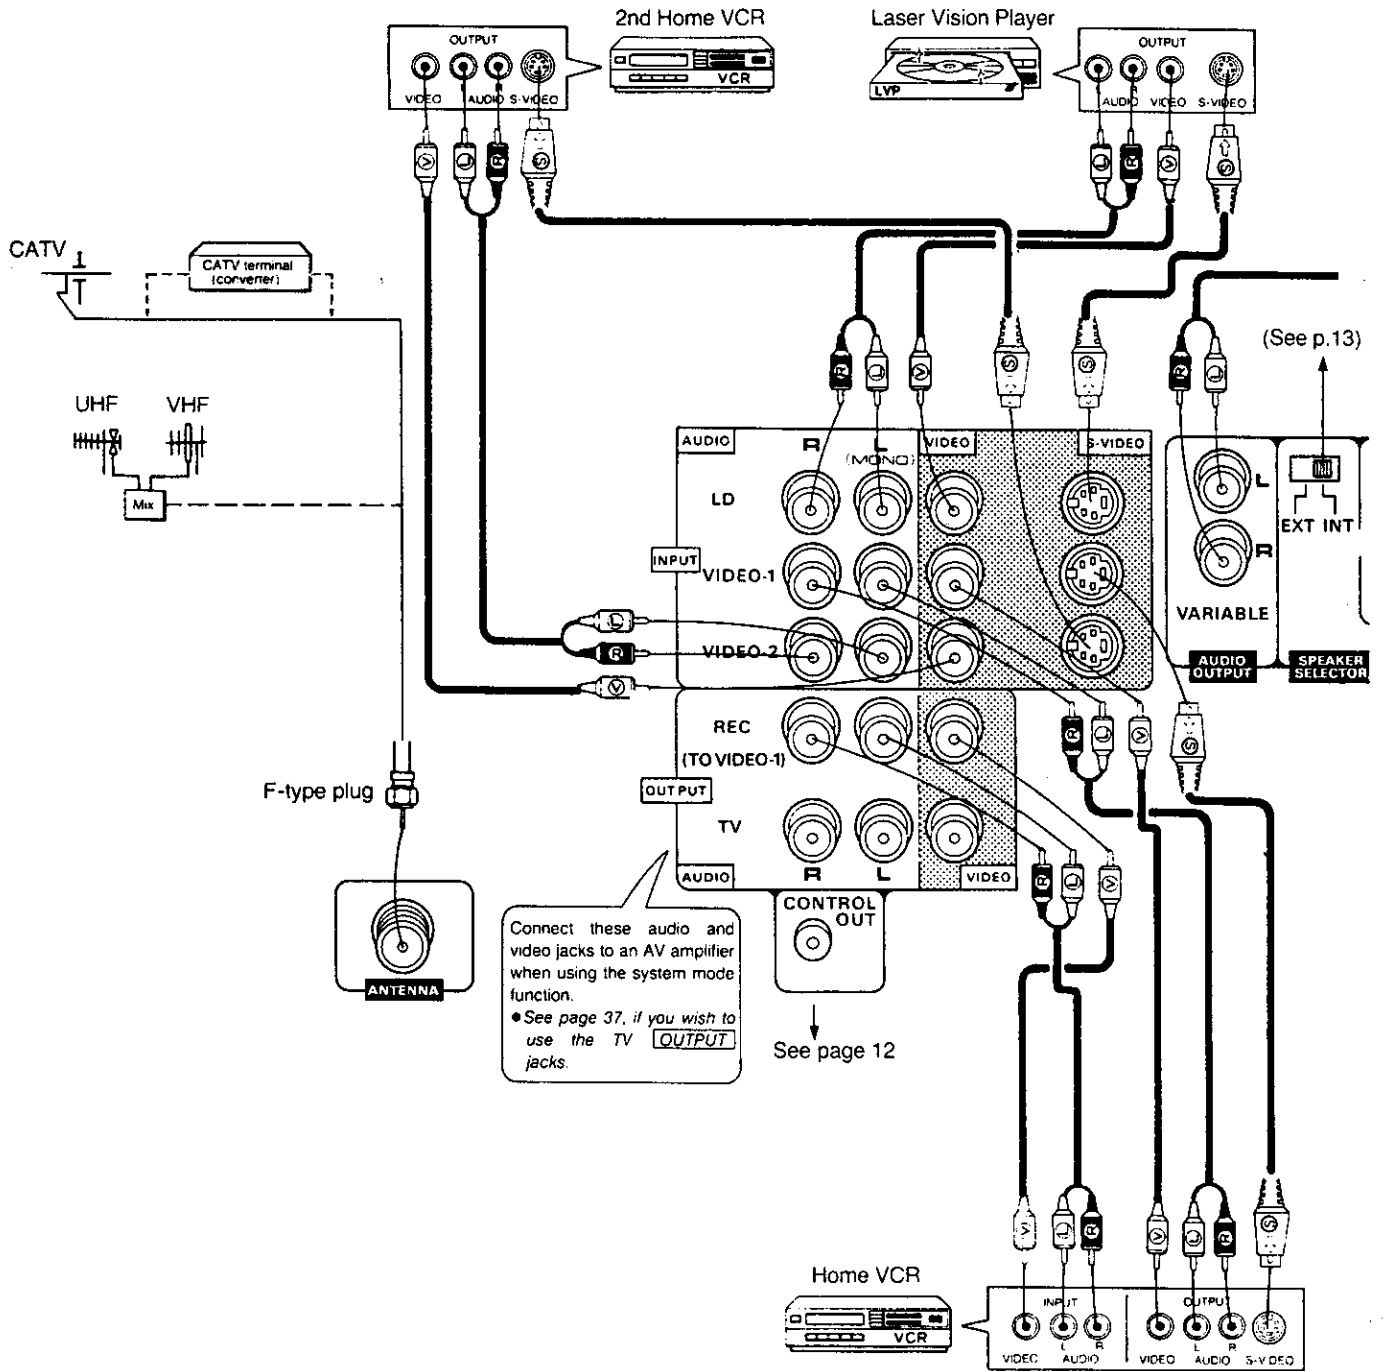 2nd Home VCR
OUTPUT
VIDEO L AUDIO R S-VIDEO
VCR
Laser Vision Player
LVP
OUTPUT
L AUDIO R VIDEO S-VIDEO
V L R S
L R V S
CATV
CATV terminal
(converter)
UHF VHF
Mix
R L V S S R L
(See p.13)
AUDIO R L VIDEO S-VIDEO
(MONO)
LD
INPUT
VIDEO-1
VIDEO-2
L
R
V
L
R
VARIABLE
AUDIO
OUTPUT
EXT INT
SPEAKER
SELECTOR
REC
(TO VIDEO-1)
OUTPUT
TV
AUDIO R L VIDEO
R L V S
R L V
F-type plug
ANTENNA
CONTROL
OUT
See page 12
Connect these audio and
video jacks to an AV amplifier
when using the system mode
function.
●See page 37, if you wish to
use the TV OUTPUT
jacks.
V L R V L R S
Home VCR
VCR
INPUT OUTPUT
VIDEO L AUDIO R VIDEO L AUDIO R S-VIDEO